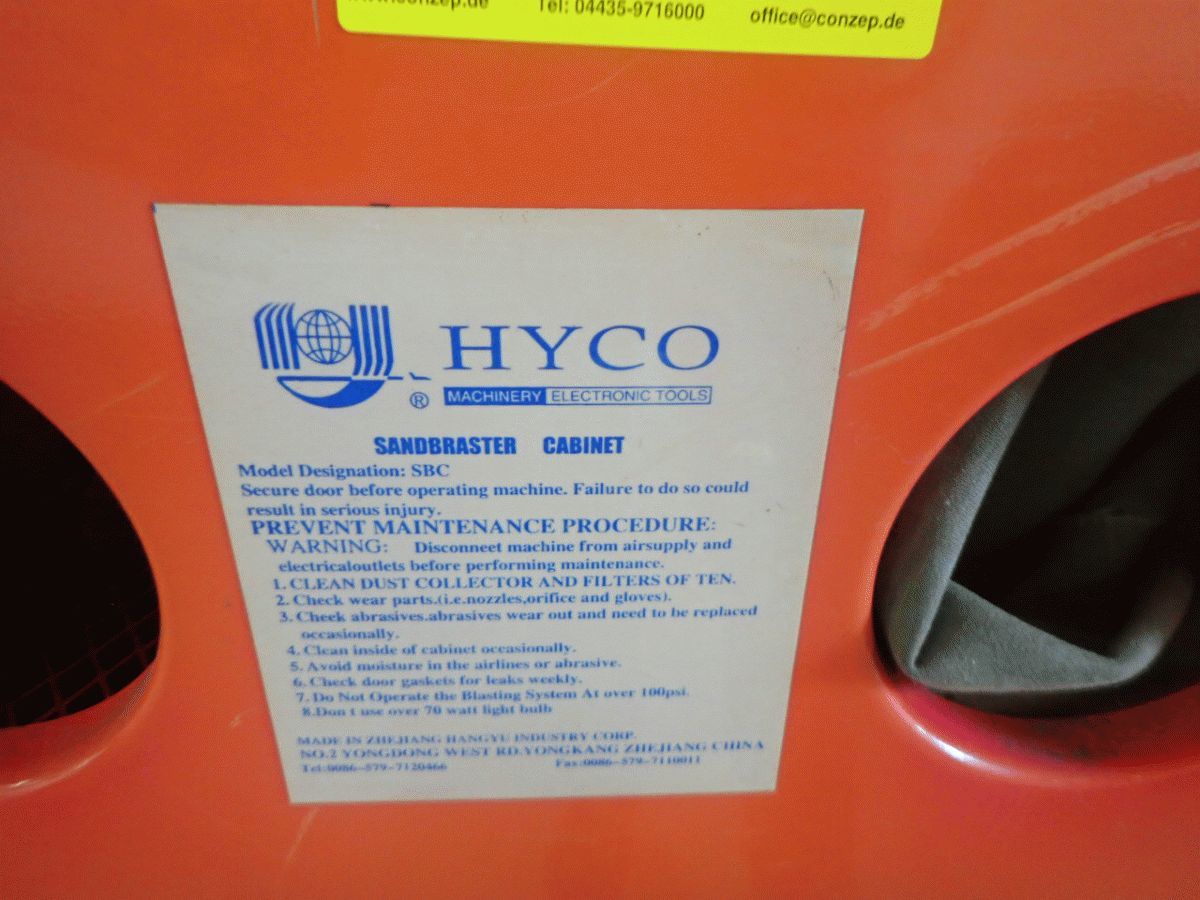 www.conzep.de Tel: 04435-9716000 office@conzep.de
HYCO
® MACHINERY ELECTRONIC TOOLS
SANDBRASTER CABINET
Model Designation: SBC
Secure door before operating machine. Failure to do so could
result in serious injury.
PREVENT MAINTENANCE PROCEDURE:
WARNING: Disconneet machine from airsupply and
electricaloutlets before performing maintenance.
1. CLEAN DUST COLLECTOR AND FILTERS OF TEN.
2. Check wear parts.(i.e.nozzles,orifice and gloves).
3. Cheek abrasives.abrasives wear out and need to be replaced
occasionally.
4. Clean inside of cabinet occasionally.
5. Avoid moisture in the airlines or abrasive.
6. Check door gaskets for leaks weekly.
7. Do Not Operate the Blasting System At over 100psi.
8.Don t use over 70 watt light bulb
MADE IN ZHEJIANG HANGYU INDUSTRY CORP.
NO.2 YONGDONG WEST RD.YONGKANG ZHEJIANG CHINA
Tel:0086-579-7120466 Fax:0086-579-7110011